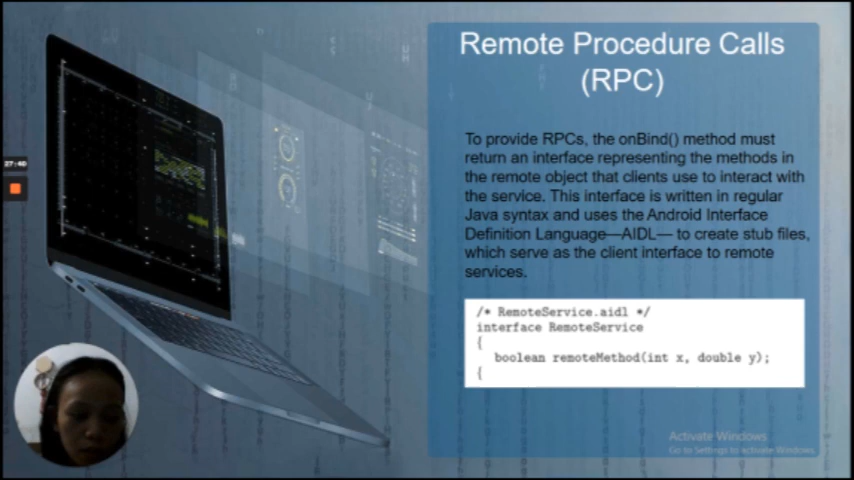 Remote Procedure Calls
(RPC)
To provide RPCs, the onBind() method must
return an interface representing the methods in
the remote object that clients use to interact with
the service. This interface is written in regular
Java syntax and uses the Android Interface
Definition Language—AIDL— to create stub files,
which serve as the client interface to remote
services.
/* RemoteService.aidl */
interface RemoteService
{
boolean remoteMethod(int x, double y);
{
27:40
Activate Windows
Go to Settings to activate Windows.